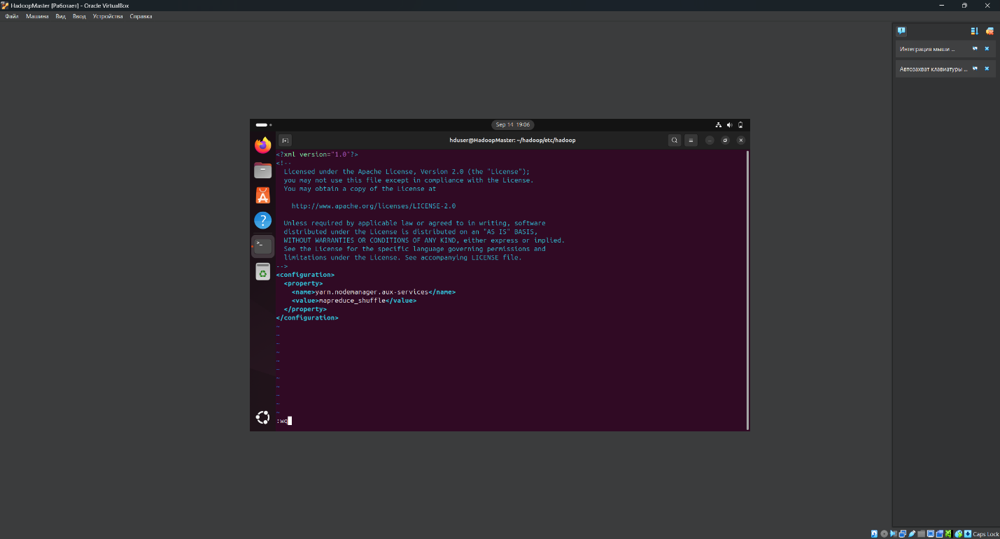 HadoopMaster [Работает] - Oracle VirtualBox
Файл Машина Вид Ввод Устройства Справка
Интеграция мыши ...
Автозахват клавиатуры ...
Sep 14 19:06
hduser@HadoopMaster: ~/hadoop/etc/hadoop
<?xml version="1.0"?>
<!--
Licensed under the Apache License, Version 2.0 (the "License");
you may not use this file except in compliance with the License.
You may obtain a copy of the License at
http://www.apache.org/licenses/LICENSE-2.0
Unless required by applicable law or agreed to in writing, software
distributed under the License is distributed on an "AS IS" BASIS,
WITHOUT WARRANTIES OR CONDITIONS OF ANY KIND, either express or implied.
See the License for the specific language governing permissions and
limitations under the License. See accompanying LICENSE file.
-->
<configuration>
<property>
<name>yarn.nodemanager.aux-services</name>
<value>mapreduce_shuffle</value>
</property>
</configuration>
~
~
~
~
~
~
~
~
~
~
~
:wq
Caps Lock